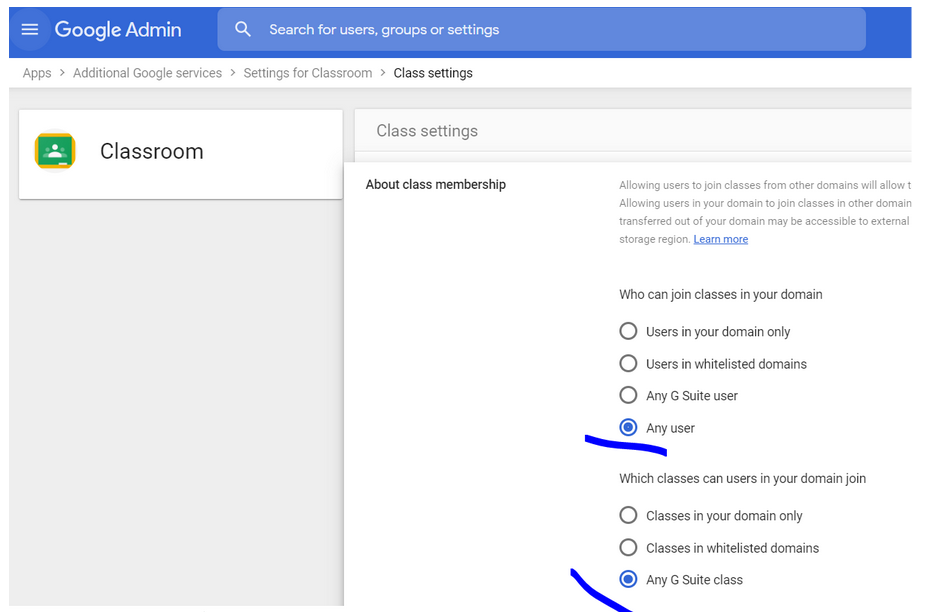 Google Admin
Search for users, groups or settings
Apps > Additional Google services > Settings for Classroom > Class settings
Classroom
Class settings
About class membership
Allowing users to join classes from other domains will allow t
Allowing users in your domain to join classes in other domain
transferred out of your domain may be accessible to external
storage region. Learn more
Who can join classes in your domain
Users in your domain only
Users in whitelisted domains
Any G Suite user
Any user
Which classes can users in your domain join
Classes in your domain only
Classes in whitelisted domains
Any G Suite class